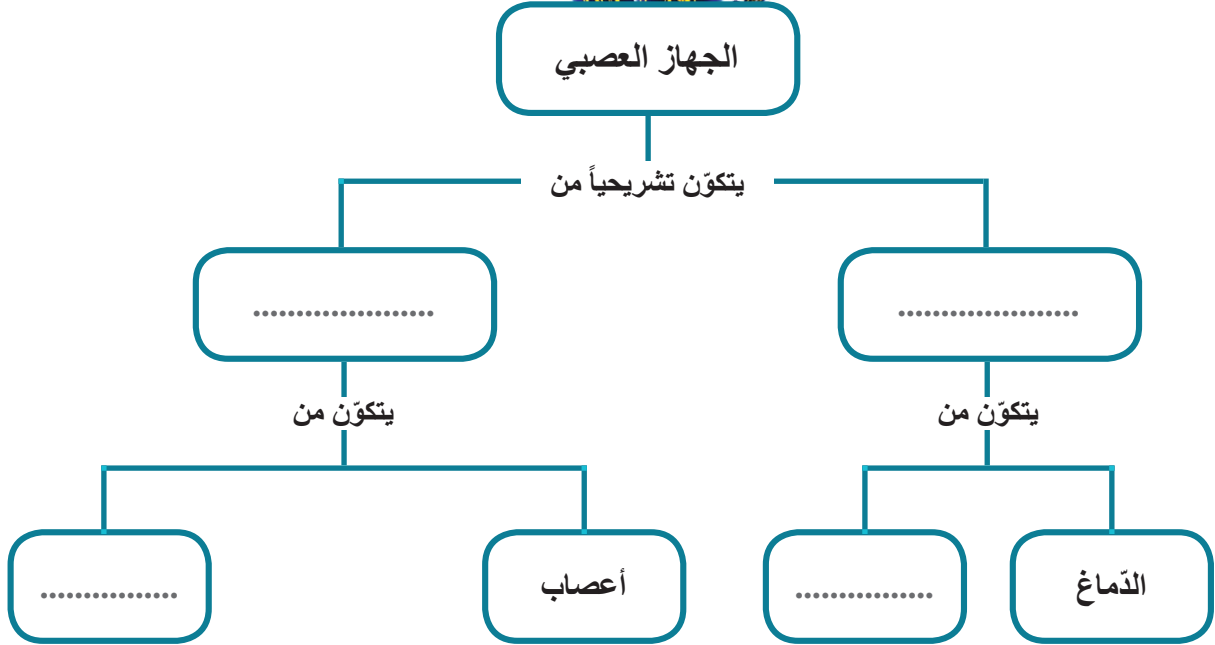 الجهاز العصبي
يتكوّن تشريحياً من
.....................
.....................
يتكوّن من
يتكوّن من
الدّماغ
................
أعصاب
................